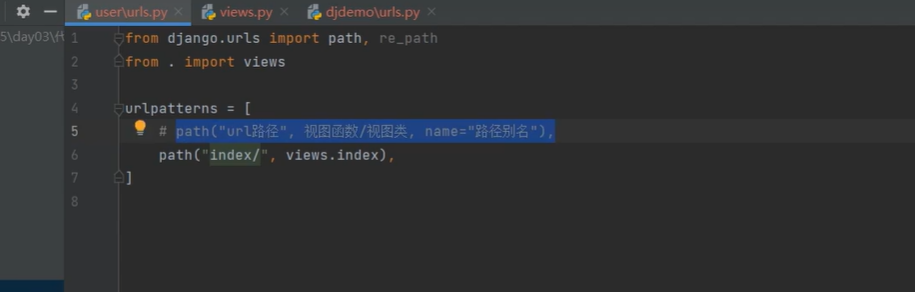 user\urls.py views.py djdemo\urls.py
5\day03\代
1 from django.urls import path, re_path
2 from . import views
3
4 urlpatterns = [
5 # path("url路径", 视图函数/视图类, name="路径别名"),
6 path("index/", views.index),
7 ]
8